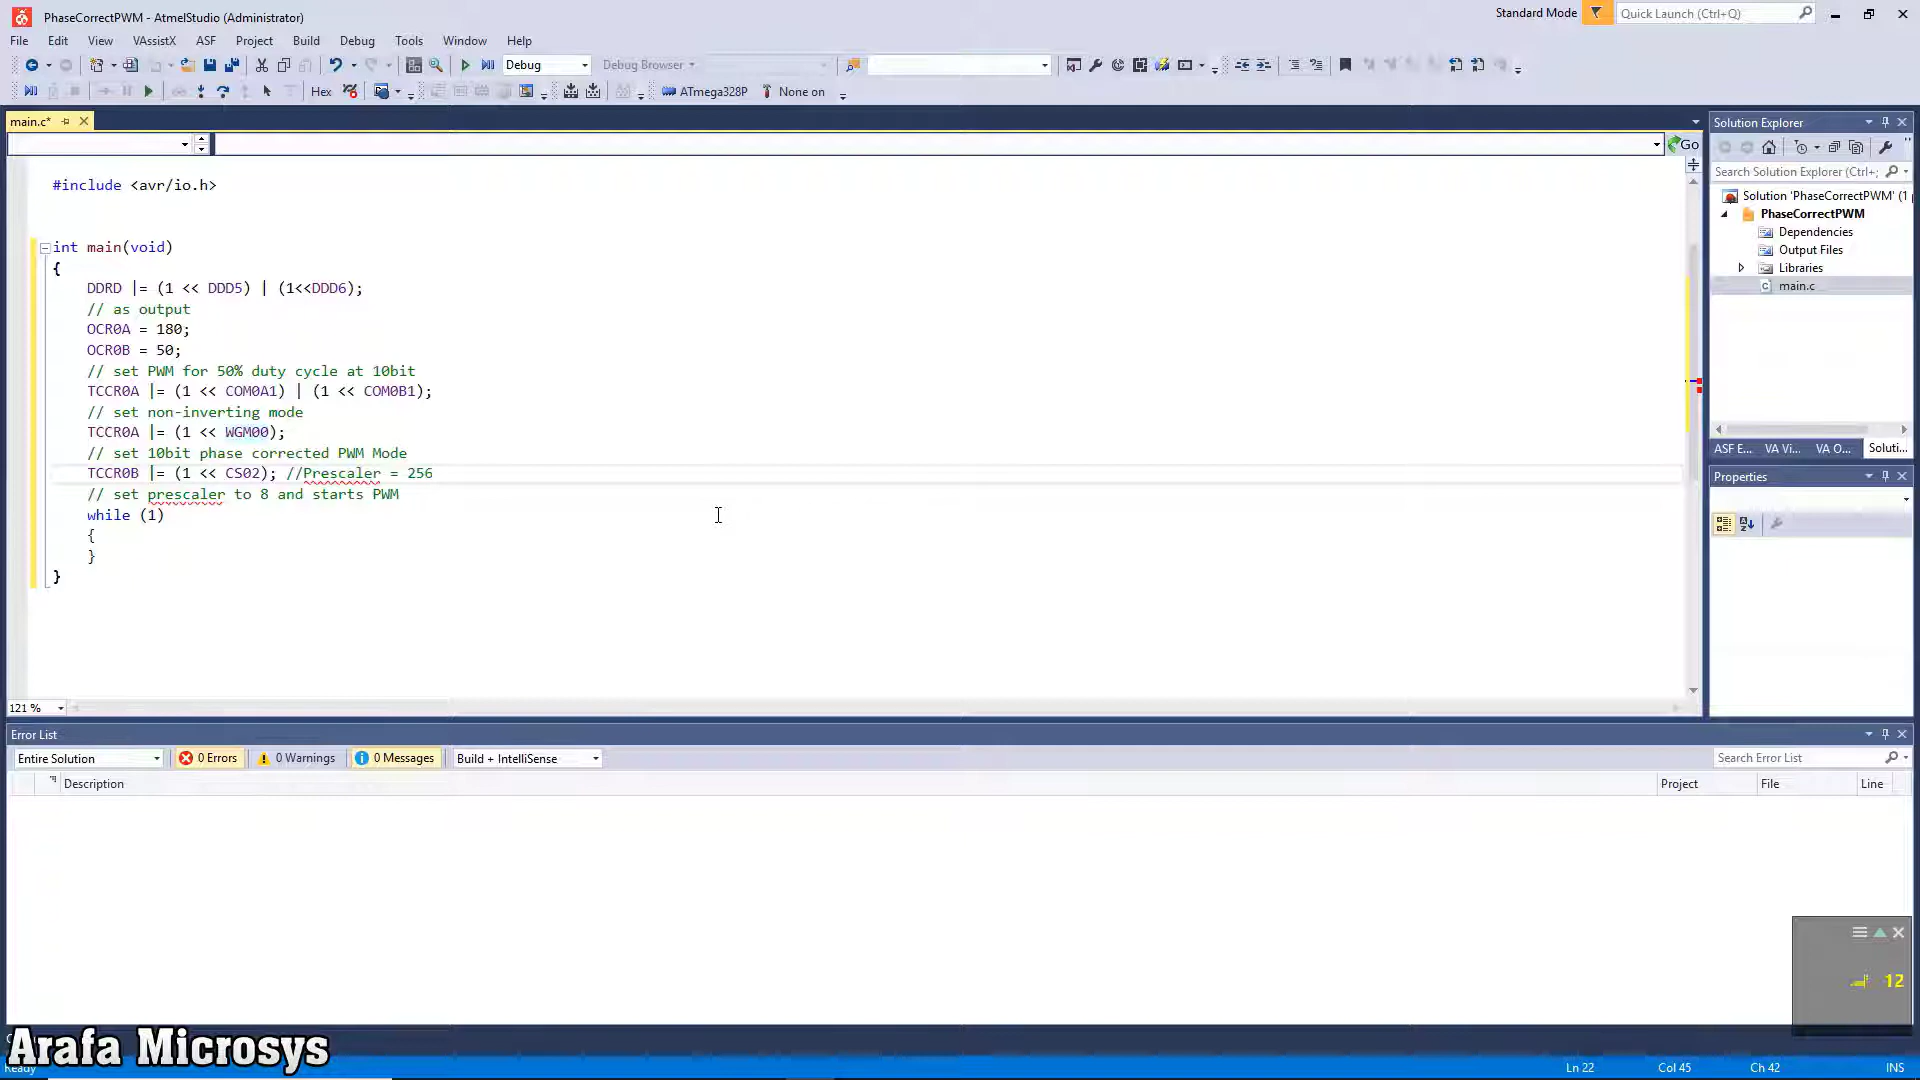 PhaseCorrectPWM - AtmelStudio (Administrator)
Standard Mode
Quick Launch (Ctrl+Q)
File Edit View VAssistX ASF Project Build Debug Tools Window Help
Debug
Debug Browser
Hex
ATmega328P
None on
main.c*
Go
#include <avr/io.h>
int main(void)
{
DDRD |= (1 << DDD5) | (1<<DDD6);
// as output
OCR0A = 180;
OCR0B = 50;
// set PWM for 50% duty cycle at 10bit
TCCR0A |= (1 << COM0A1) | (1 << COM0B1);
// set non-inverting mode
TCCR0A |= (1 << WGM00);
// set 10bit phase corrected PWM Mode
TCCR0B |= (1 << CS02); //Prescaler = 256
// set prescaler to 8 and starts PWM
while (1)
{
}
}
121 %
Solution Explorer
Search Solution Explorer (Ctrl+;
Solution 'PhaseCorrectPWM' (1
PhaseCorrectPWM
Dependencies
Output Files
Libraries
main.c
ASF E... VA Vi... VA O... Soluti...
Properties
Error List
Entire Solution
0 Errors
0 Warnings
0 Messages
Build + IntelliSense
Search Error List
Description Project File Line
12
Arafa Microsys
Ready
Ln 22 Col 45 Ch 42 INS